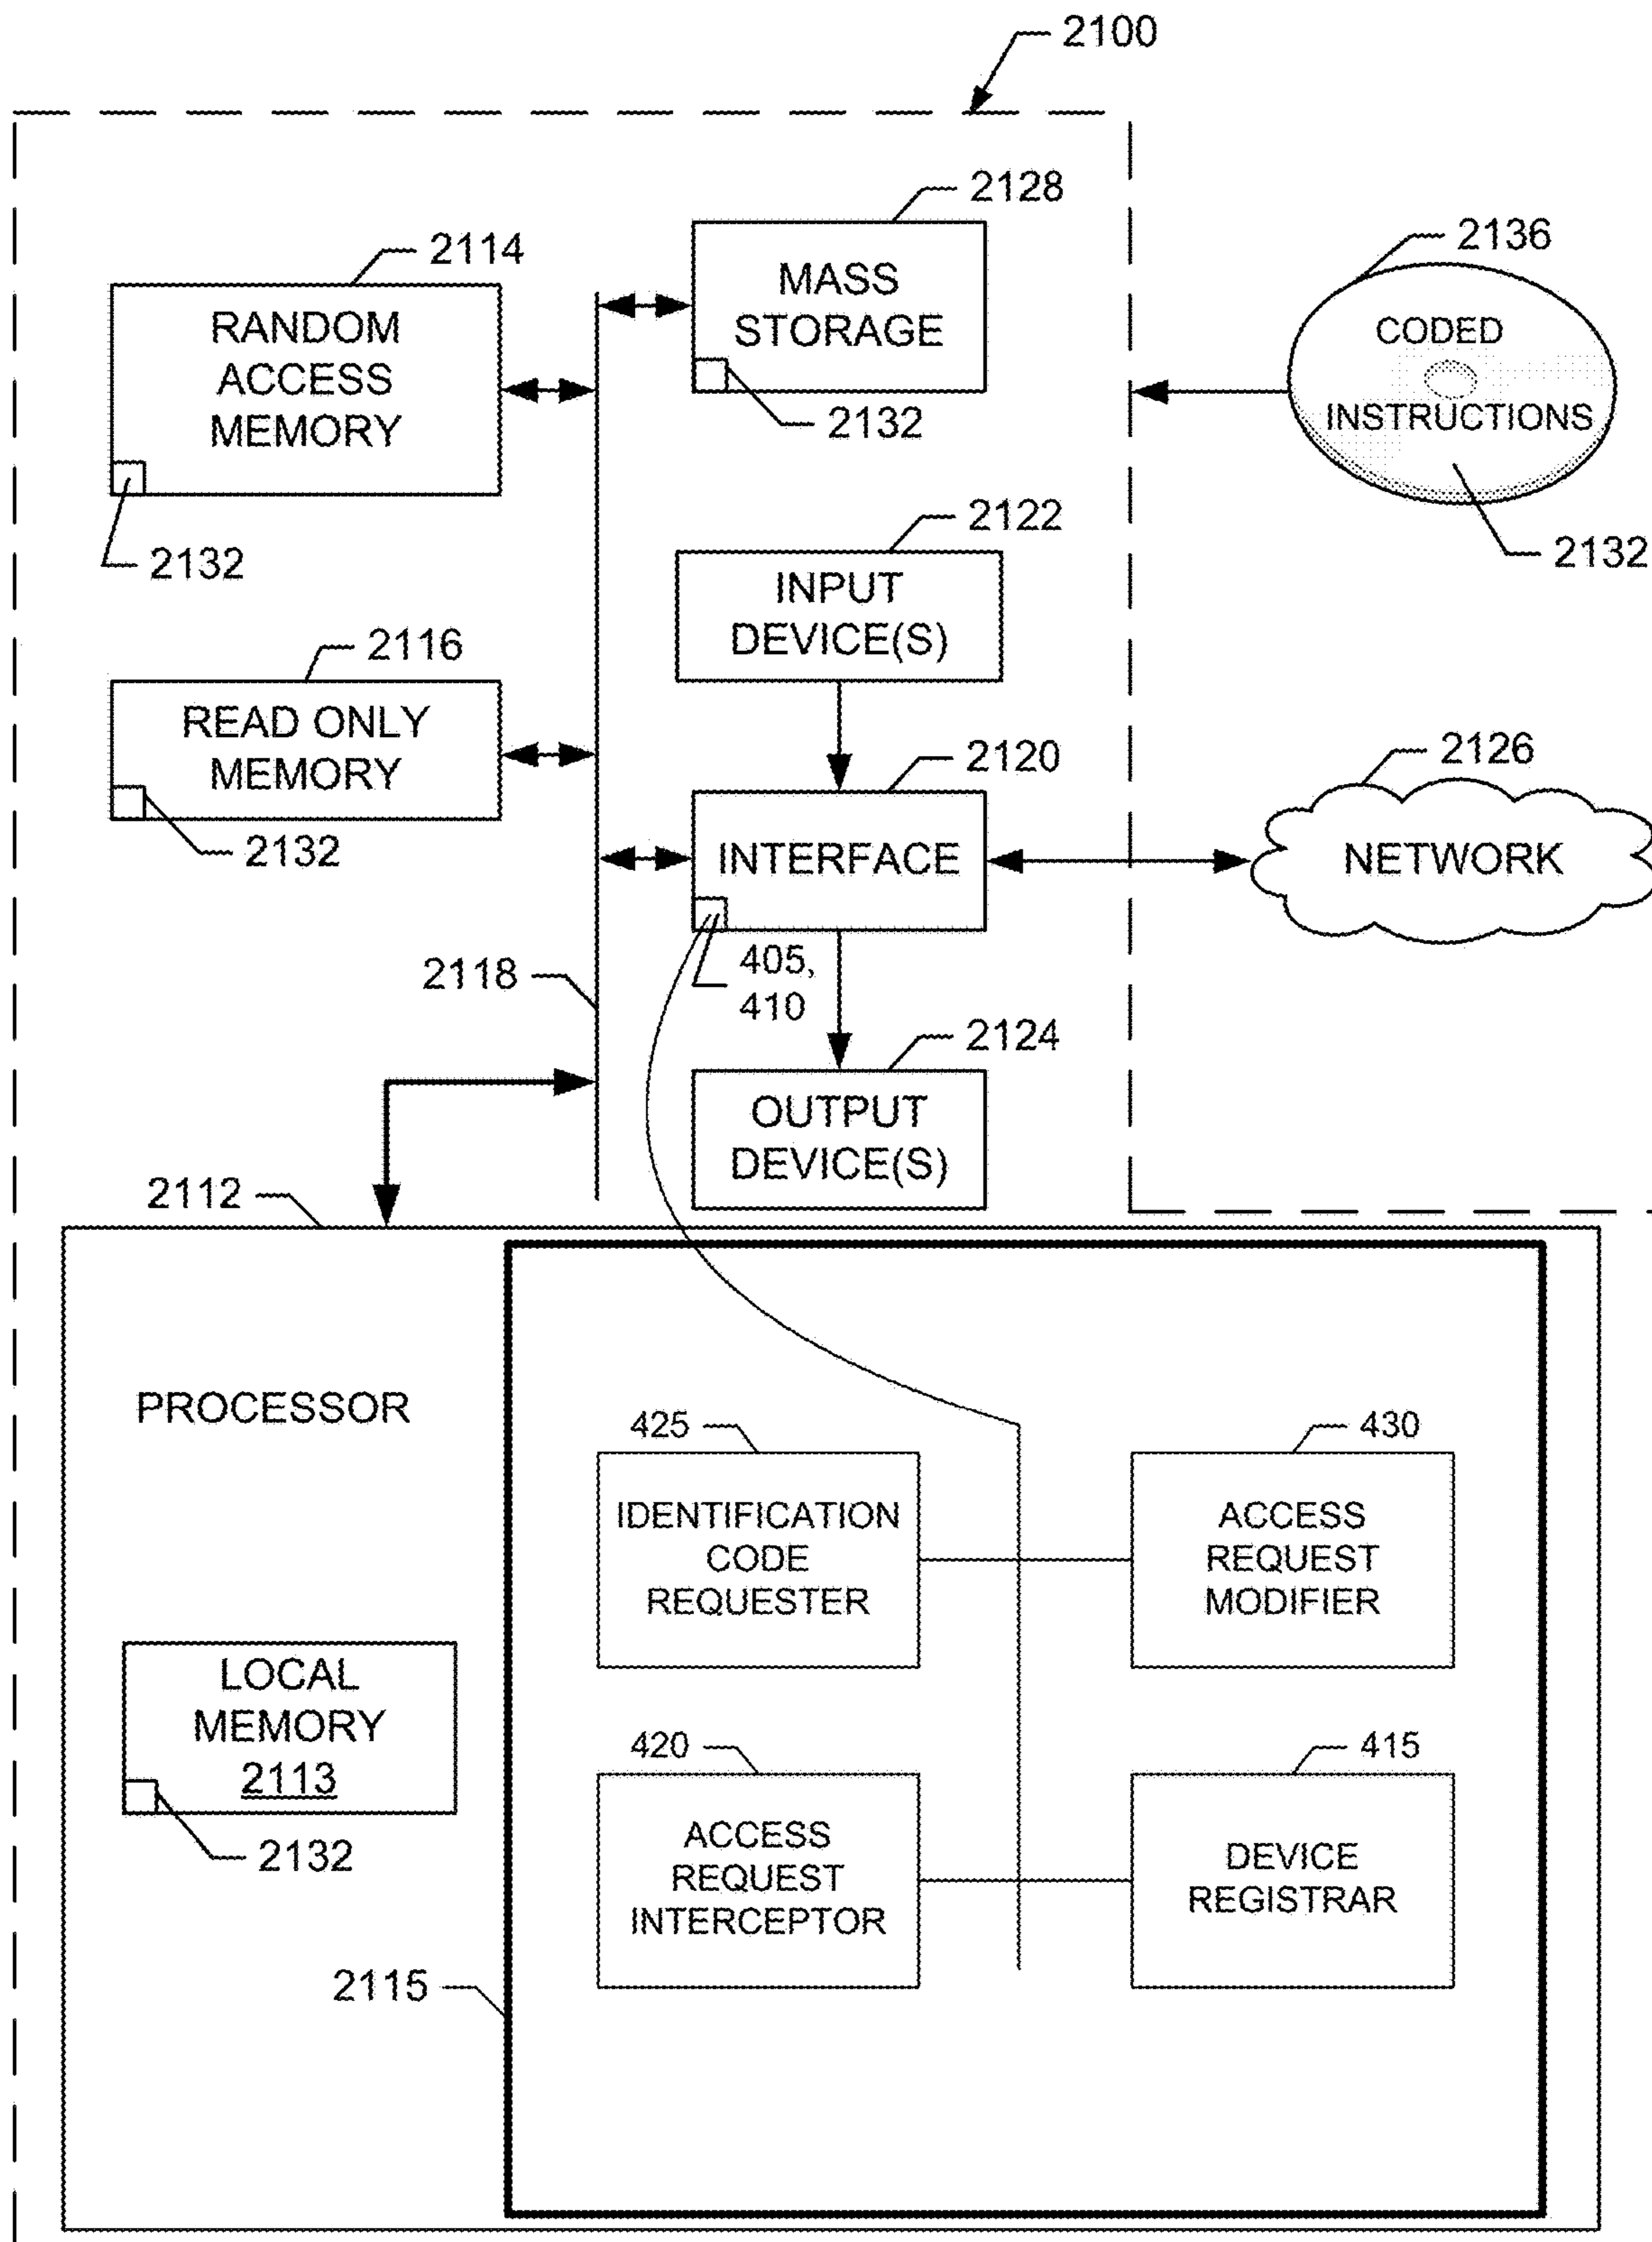 2100
2128
2114
MASS
STORAGE
2136
RANDOM
ACCESS
MEMORY
CODED
INSTRUCTIONS
2132
2132
2132
2122
INPUT
DEVICE(S)
2116
READ ONLY
MEMORY
2132
2120
INTERFACE
2126
NETWORK
405,
410
2118
2124
OUTPUT
DEVICE(S)
2112
PROCESSOR
425
IDENTIFICATION
CODE
REQUESTER
430
ACCESS
REQUEST
MODIFIER
LOCAL
MEMORY
2113
2132
420
ACCESS
REQUEST
INTERCEPTOR
415
DEVICE
REGISTRAR
2115